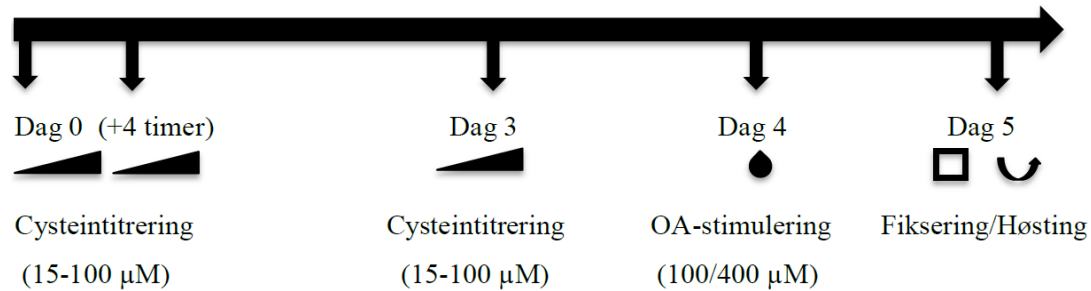 Dag 0 (+4 timer) Dag 3 Dag 4 Dag 5
Cysteintitrering Cysteintitrering OA-stimulering Fiksering/Høsting
(15-100 µM) (15-100 µM) (100/400 µM)